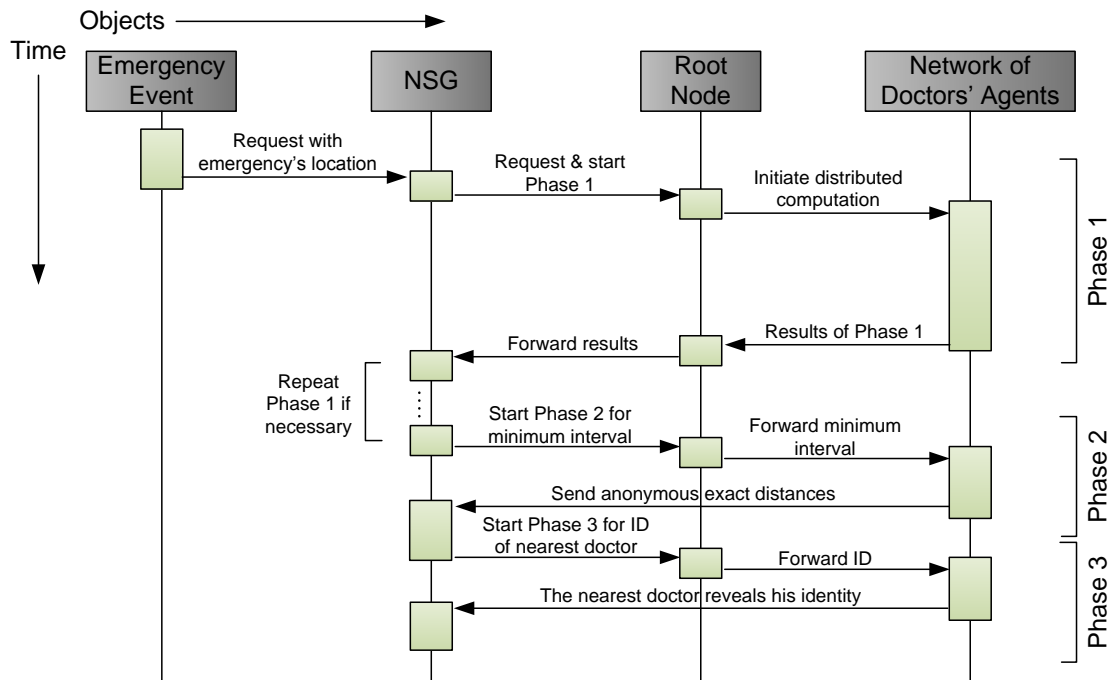 Objects
Time
Emergency
Event
NSG
Root
Node
Network of
Doctors' Agents
Request with
emergency's location
Request & start
Phase 1
Initiate distributed
computation
Phase 1
Results of Phase 1
Forward results
Repeat
Phase 1 if
necessary
Start Phase 2 for
minimum interval
Forward minimum
interval
Phase 2
Send anonymous exact distances
Start Phase 3 for ID
of nearest doctor
Forward ID
Phase 3
The nearest doctor reveals his identity